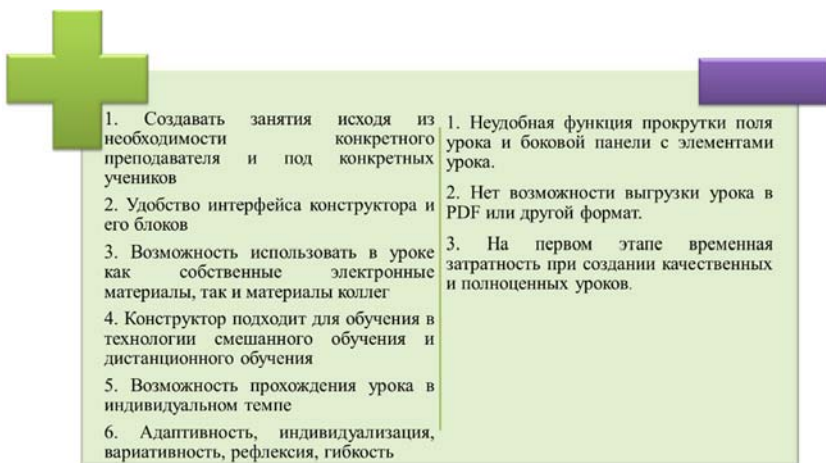 1. Создавать занятия исходя из
необходимости конкретного
преподавателя и под конкретных
учеников
2. Удобство интерфейса конструктора и
его блоков
3. Возможность использовать в уроке
как собственные электронные
материалы, так и материалы коллег
4. Конструктор подходит для обучения в
технологии смешанного обучения и
дистанционного обучения
5. Возможность прохождения урока в
индивидуальном темпе
6. Адаптивность, индивидуализация,
вариативность, рефлексия, гибкость
1. Неудобная функция прокрутки поля
урока и боковой панели с элементами
урока.
2. Нет возможности выгрузки урока в
PDF или другой формат.
3. На первом этапе временная
затратность при создании качественных
и полноценных уроков.